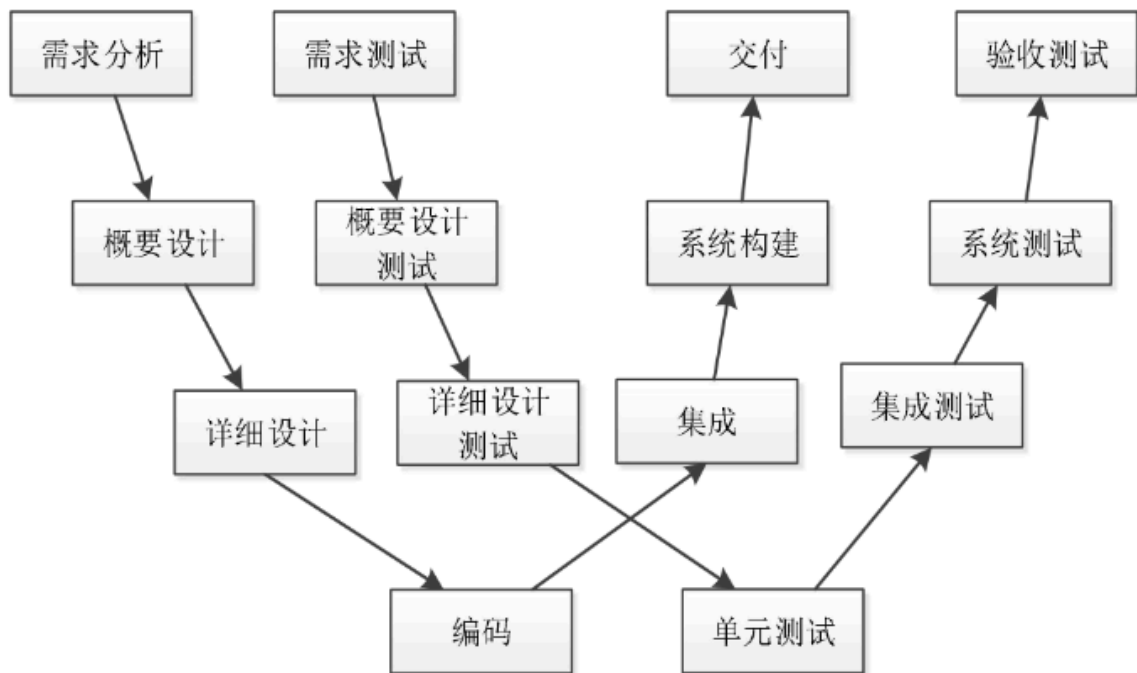 需求分析
需求测试
交付
验收测试
概要设计
概要设计
测试
系统构建
系统测试
详细设计
详细设计
测试
集成
集成测试
编码
单元测试